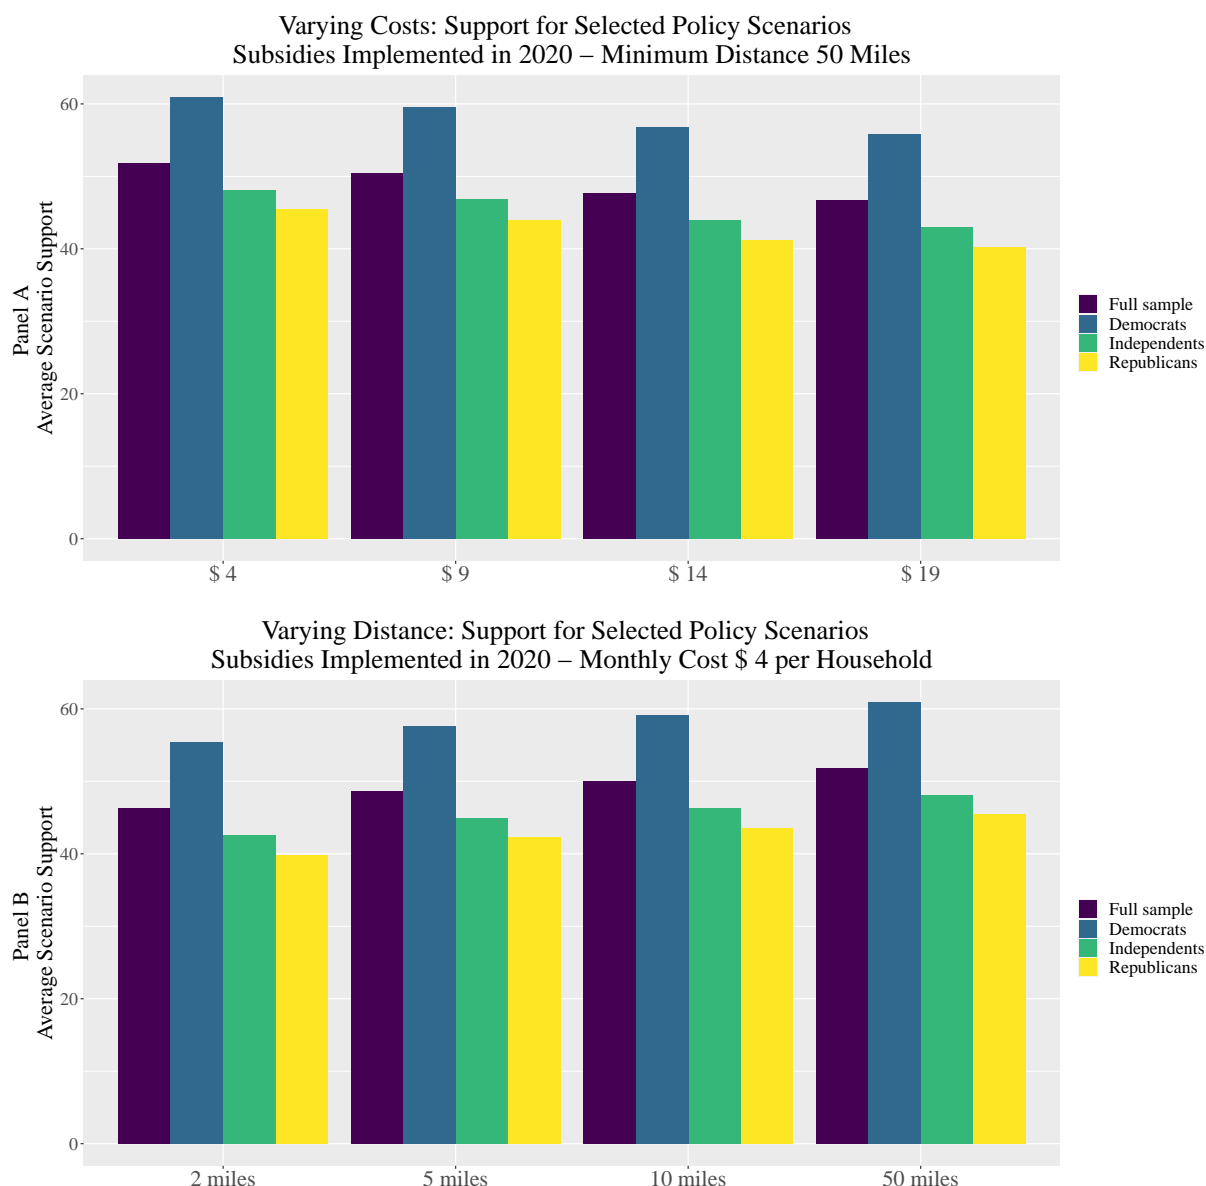 Varying Costs: Support for Selected Policy Scenarios
Subsidies Implemented in 2020 – Minimum Distance 50 Miles
Panel A
Average Scenario Support
60
40
20
0
$ 4
$ 9
$ 14
$ 19
Full sample
Democrats
Independents
Republicans
Varying Distance: Support for Selected Policy Scenarios
Subsidies Implemented in 2020 – Monthly Cost $ 4 per Household
Panel B
Average Scenario Support
60
40
20
0
2 miles
5 miles
10 miles
50 miles
Full sample
Democrats
Independents
Republicans